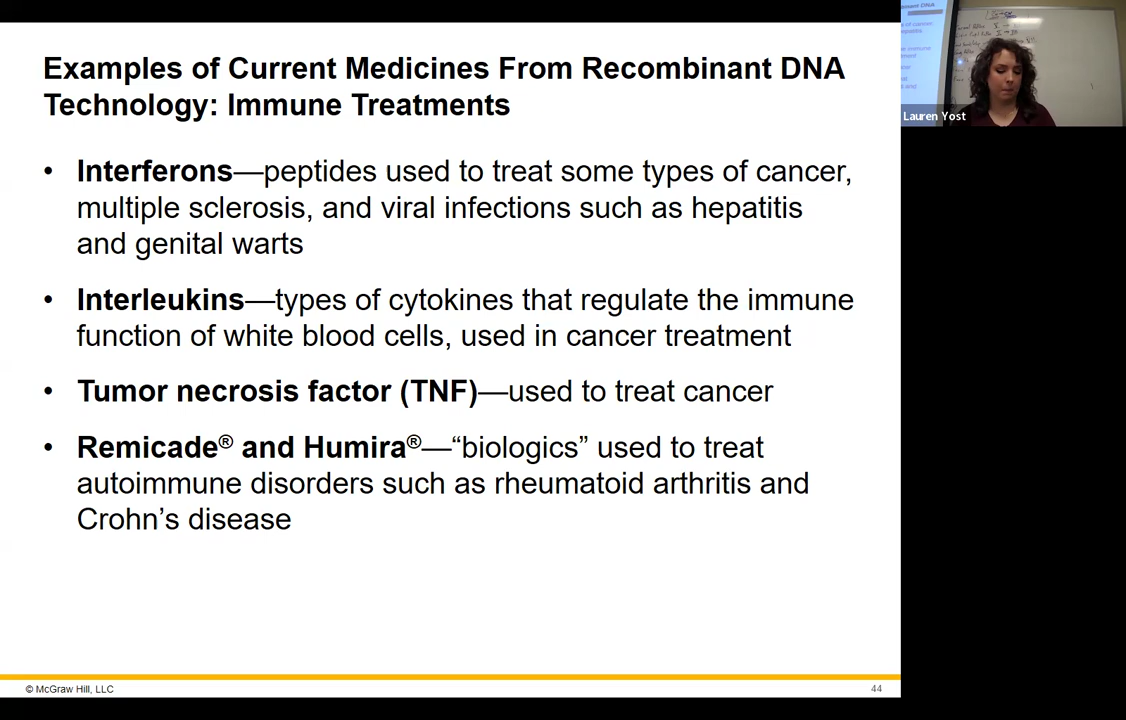 Examples of Current Medicines From Recombinant DNA
Technology: Immune Treatments
• Interferons—peptides used to treat some types of cancer,
multiple sclerosis, and viral infections such as hepatitis
and genital warts
• Interleukins—types of cytokines that regulate the immune
function of white blood cells, used in cancer treatment
• Tumor necrosis factor (TNF)—used to treat cancer
• Remicade® and Humira®—“biologics” used to treat
autoimmune disorders such as rheumatoid arthritis and
Crohn’s disease
© McGraw Hill, LLC
44
Lauren Yost